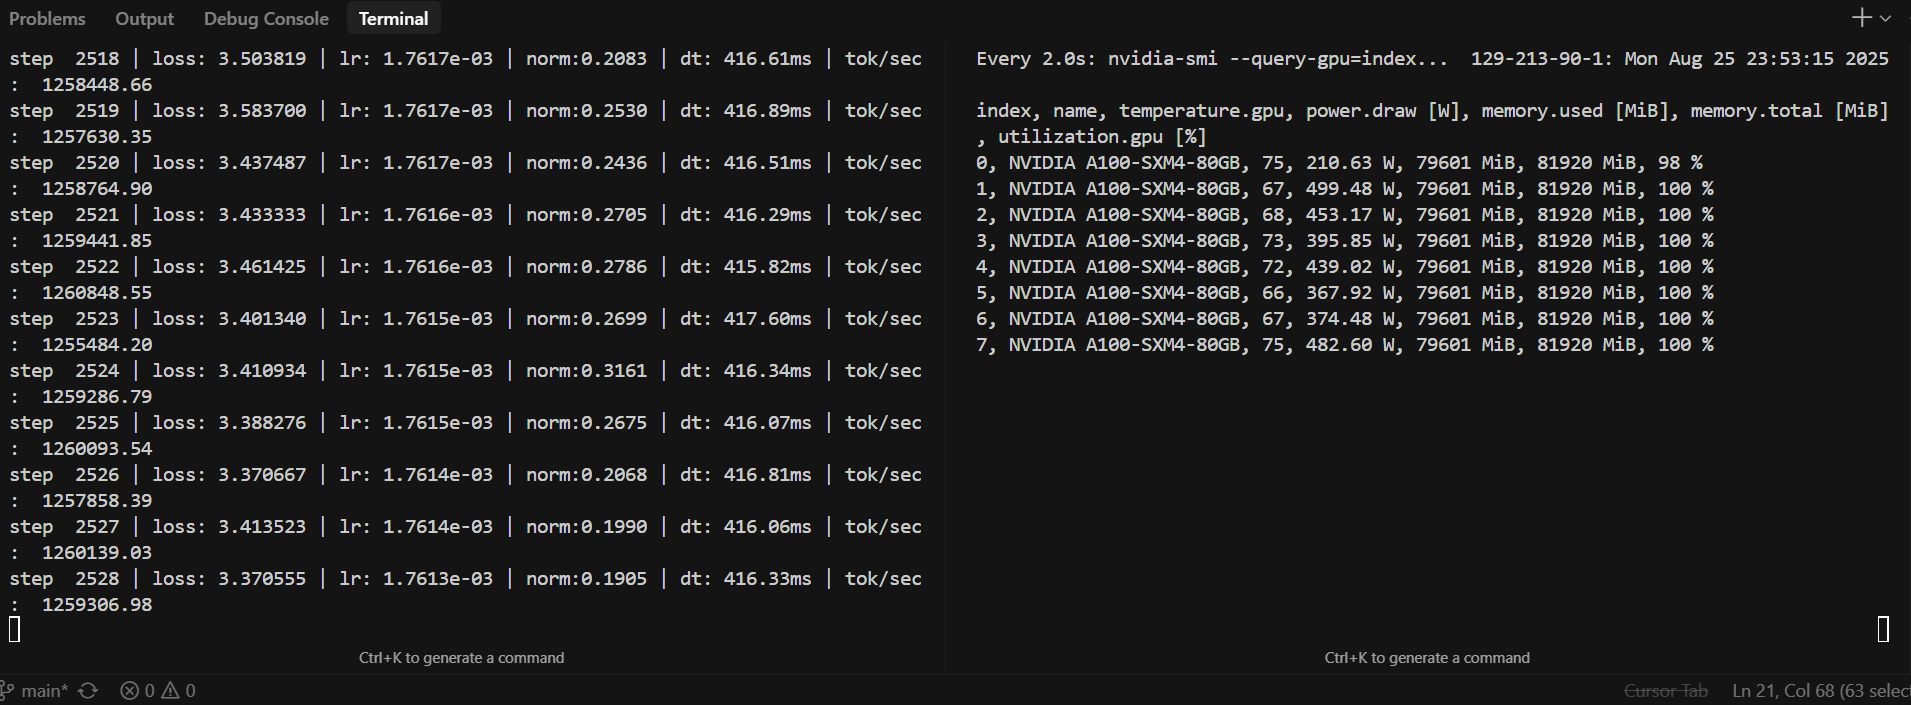 Problems Output Debug Console Terminal
step  2518 | loss: 3.503819 | lr: 1.7617e-03 | norm:0.2083 | dt: 416.61ms | tok/sec
:  1258448.66
step  2519 | loss: 3.583700 | lr: 1.7617e-03 | norm:0.2530 | dt: 416.89ms | tok/sec
:  1257630.35
step  2520 | loss: 3.437487 | lr: 1.7617e-03 | norm:0.2436 | dt: 416.51ms | tok/sec
:  1258764.90
step  2521 | loss: 3.433333 | lr: 1.7616e-03 | norm:0.2705 | dt: 416.29ms | tok/sec
:  1259441.85
step  2522 | loss: 3.461425 | lr: 1.7616e-03 | norm:0.2786 | dt: 415.82ms | tok/sec
:  1260848.55
step  2523 | loss: 3.401340 | lr: 1.7615e-03 | norm:0.2699 | dt: 417.60ms | tok/sec
:  1255484.20
step  2524 | loss: 3.410934 | lr: 1.7615e-03 | norm:0.3161 | dt: 416.34ms | tok/sec
:  1259286.79
step  2525 | loss: 3.388276 | lr: 1.7615e-03 | norm:0.2675 | dt: 416.07ms | tok/sec
:  1260093.54
step  2526 | loss: 3.370667 | lr: 1.7614e-03 | norm:0.2068 | dt: 416.81ms | tok/sec
:  1257858.39
step  2527 | loss: 3.413523 | lr: 1.7614e-03 | norm:0.1990 | dt: 416.06ms | tok/sec
:  1260139.03
step  2528 | loss: 3.370555 | lr: 1.7613e-03 | norm:0.1905 | dt: 416.33ms | tok/sec
:  1259306.98
Ctrl+K to generate a command
Every 2.0s: nvidia-smi --query-gpu=index...  129-213-90-1: Mon Aug 25 23:53:15 2025
index, name, temperature.gpu, power.draw [W], memory.used [MiB], memory.total [MiB]
, utilization.gpu [%]
0, NVIDIA A100-SXM4-80GB, 75, 210.63 W, 79601 MiB, 81920 MiB, 98 %
1, NVIDIA A100-SXM4-80GB, 67, 499.48 W, 79601 MiB, 81920 MiB, 100 %
2, NVIDIA A100-SXM4-80GB, 68, 453.17 W, 79601 MiB, 81920 MiB, 100 %
3, NVIDIA A100-SXM4-80GB, 73, 395.85 W, 79601 MiB, 81920 MiB, 100 %
4, NVIDIA A100-SXM4-80GB, 72, 439.02 W, 79601 MiB, 81920 MiB, 100 %
5, NVIDIA A100-SXM4-80GB, 66, 367.92 W, 79601 MiB, 81920 MiB, 100 %
6, NVIDIA A100-SXM4-80GB, 67, 374.48 W, 79601 MiB, 81920 MiB, 100 %
7, NVIDIA A100-SXM4-80GB, 75, 482.60 W, 79601 MiB, 81920 MiB, 100 %
Ctrl+K to generate a command
main* 0 0 Cursor Tab Ln 21, Col 68 (63 selec